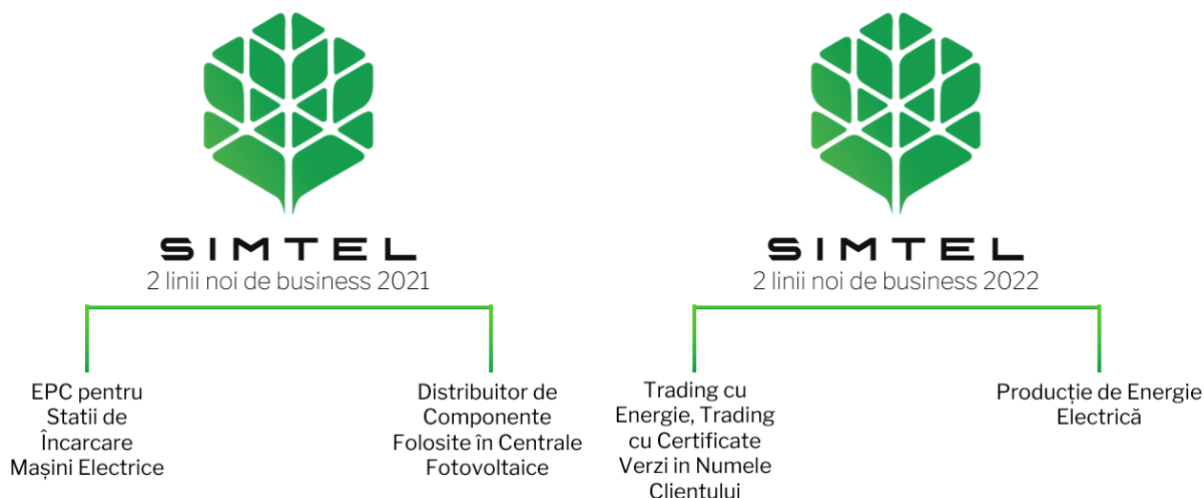 SIMTEL
2 linii noi de business 2021
EPC pentru
Statii de
Încarcare
Mașini Electrice
Distribuitor de
Componente
Folosite în Centrale
Fotovoltaice
SIMTEL
2 linii noi de business 2022
Trading cu
Energie, Trading
cu Certificate
Verzi in Numele
Clientului
Producție de Energie
Electrică